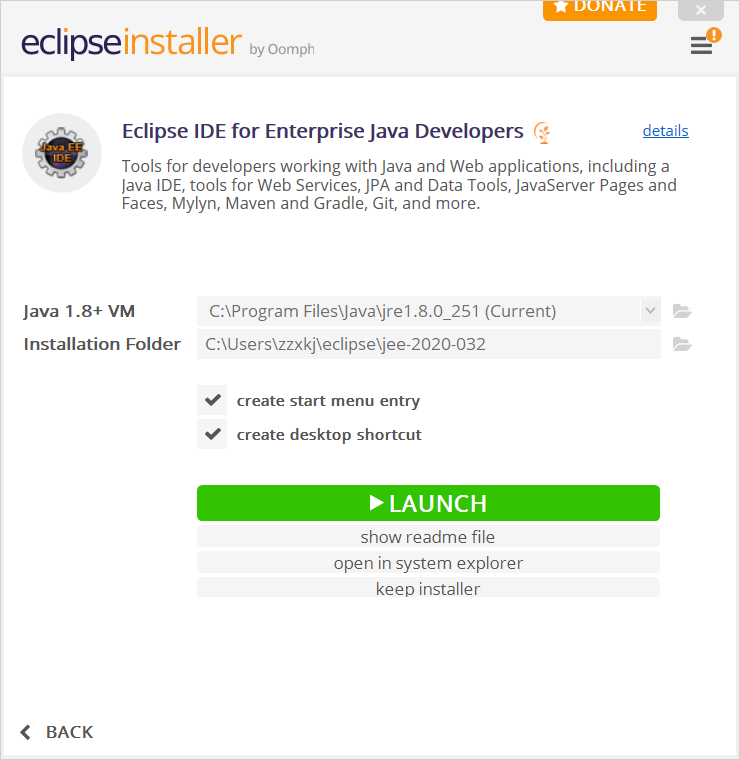 DONATE
eclipseinstaller by Oomph
Java EE
IDE
Eclipse IDE for Enterprise Java Developers
details
Tools for developers working with Java and Web applications, including a
Java IDE, tools for Web Services, JPA and Data Tools, JavaServer Pages and
Faces, Mylyn, Maven and Gradle, Git, and more.
Java 1.8+ VM
C:\Program Files\Java\jre1.8.0_251 (Current)
Installation Folder
C:\Users\zzxkj\eclipse\jee-2020-032
create start menu entry
create desktop shortcut
LAUNCH
show readme file
open in system explorer
keep installer
BACK